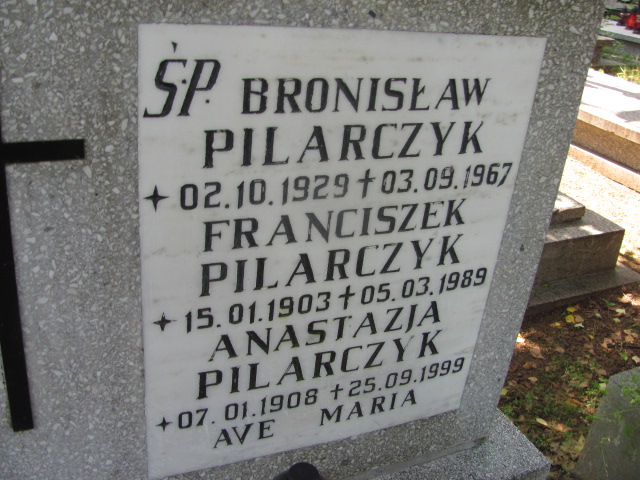 Ś.P. BRONISŁAW
PILARCZYK
✦ 02.10.1929 ✝ 03.09.1967
FRANCISZEK
PILARCZYK
✦ 15.01.1903 ✝ 05.03.1989
ANASTAZJA
PILARCZYK
✦ 07.01.1908 ✝ 25.09.1999
AVE MARIA